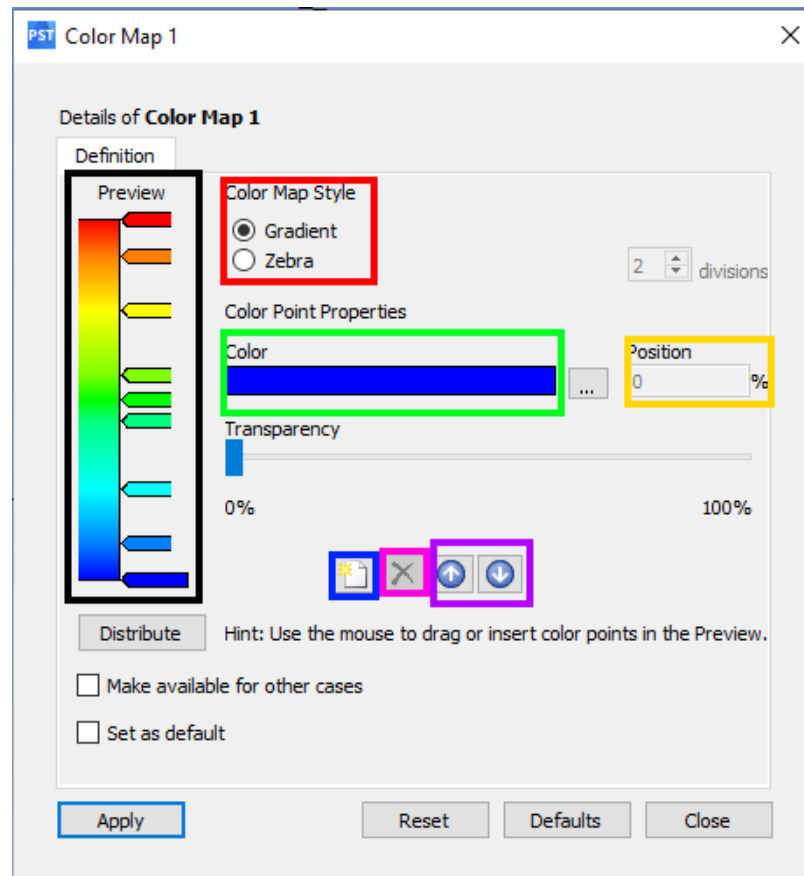 PST Color Map 1
Details of Color Map 1
Definition
Preview
Color Map Style
Gradient
Zebra
2 divisions
Color Point Properties
Color
Position
...
0 %
Transparency
0% 100%
Distribute
Hint: Use the mouse to drag or insert color points in the Preview.
Make available for other cases
Set as default
Apply Reset Defaults Close